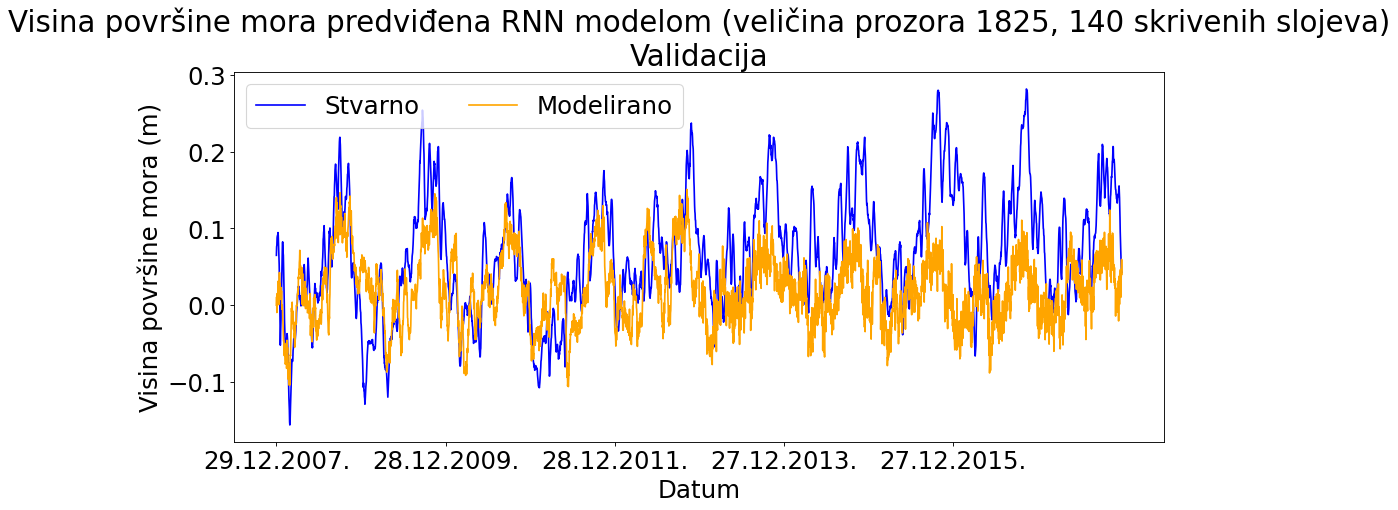 Visina površine mora predviđena RNN modelom (veličina prozora 1825, 140 skrivenih slojeva)
Validacija
Stvarno Modelirano
Visina površine mora (m)
0.3
0.2
0.1
0.0
−0.1
29.12.2007. 28.12.2009. 28.12.2011. 27.12.2013. 27.12.2015.
Datum